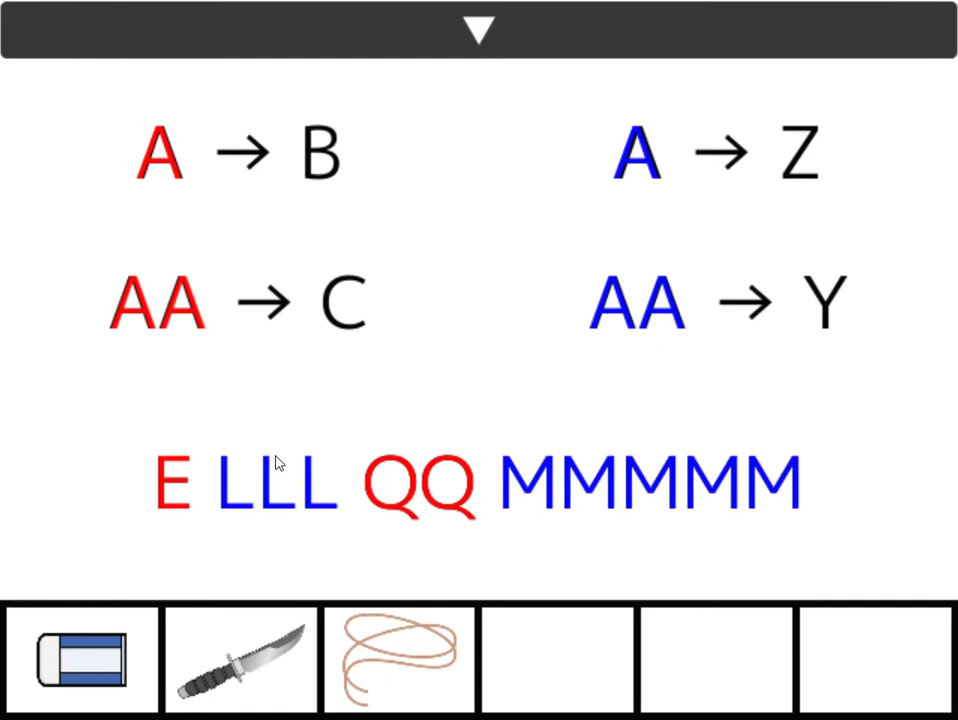 A → B
A → Z
AA → C
AA → Y
E LLL QQ MMMMM